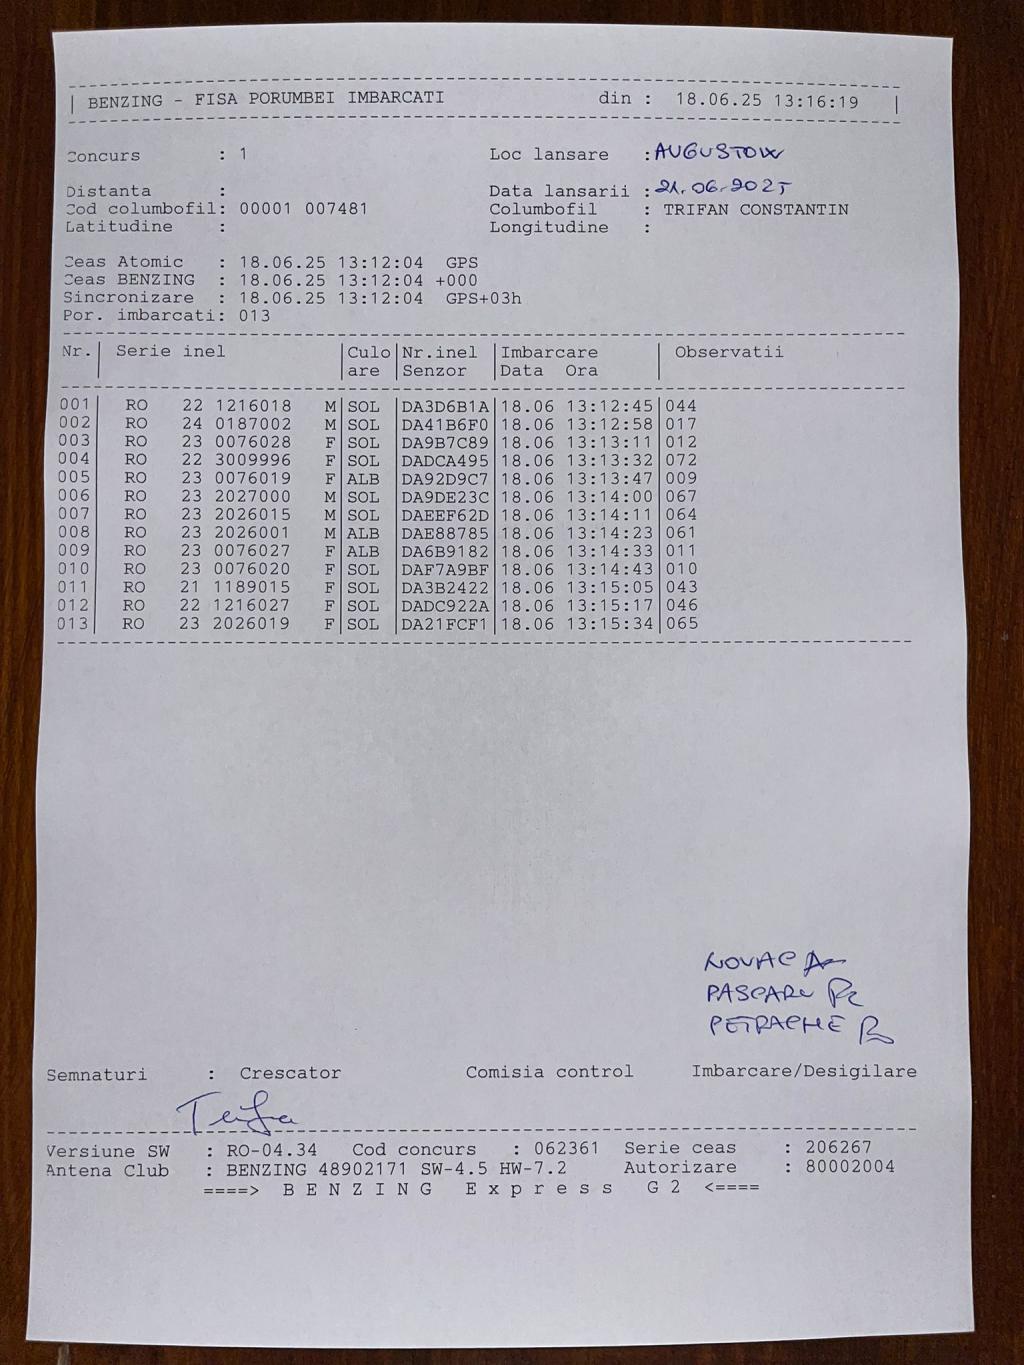 BENZING - FISA PORUMBEI IMBARCATI din : 18.06.25 13:16:19
Concurs : 1 Loc lansare : AUGUSTOW
Distanta : Data lansarii : 21.06.2025
Cod columbofil: 00001 007481 Columbofil : TRIFAN CONSTANTIN
Latitudine : Longitudine :
Ceas Atomic : 18.06.25 13:12:04 GPS
Ceas BENZING : 18.06.25 13:12:04 +000
Sincronizare : 18.06.25 13:12:04 GPS+03h
Por. imbarcati: 013
Nr. Serie inel Culo Nr.inel Imbarcare Observatii
are Senzor Data Ora
001 RO 22 1216018 M SOL DA3D6B1A 18.06 13:12:45 044
002 RO 24 0187002 M SOL DA41B6F0 18.06 13:12:58 017
003 RO 23 0076028 F SOL DA9B7C89 18.06 13:13:11 012
004 RO 22 3009996 F SOL DADCA495 18.06 13:13:32 072
005 RO 23 0076019 F ALB DA92D9C7 18.06 13:13:47 009
006 RO 23 2027000 M SOL DA9DE23C 18.06 13:14:00 067
007 RO 23 2026015 M SOL DAEEF62D 18.06 13:14:11 064
008 RO 23 2026001 M ALB DAE88785 18.06 13:14:23 061
009 RO 23 0076027 F ALB DA6B9182 18.06 13:14:33 011
010 RO 23 0076020 F SOL DAF7A9BF 18.06 13:14:43 010
011 RO 21 1189015 F SOL DA3B2422 18.06 13:15:05 043
012 RO 22 1216027 F SOL DADC922A 18.06 13:15:17 046
013 RO 23 2026019 F SOL DA21FCF1 18.06 13:15:34 065
NOVAC
PASCARU
PETRACHE
Semnaturi : Crescator Comisia control Imbarcare/Desigilare
Versiune SW : RO-04.34 Cod concurs : 062361 Serie ceas : 206267
Antena Club : BENZING 48902171 SW-4.5 HW-7.2 Autorizare : 80002004
====> B E N Z I N G E x p r e s s G 2 <====